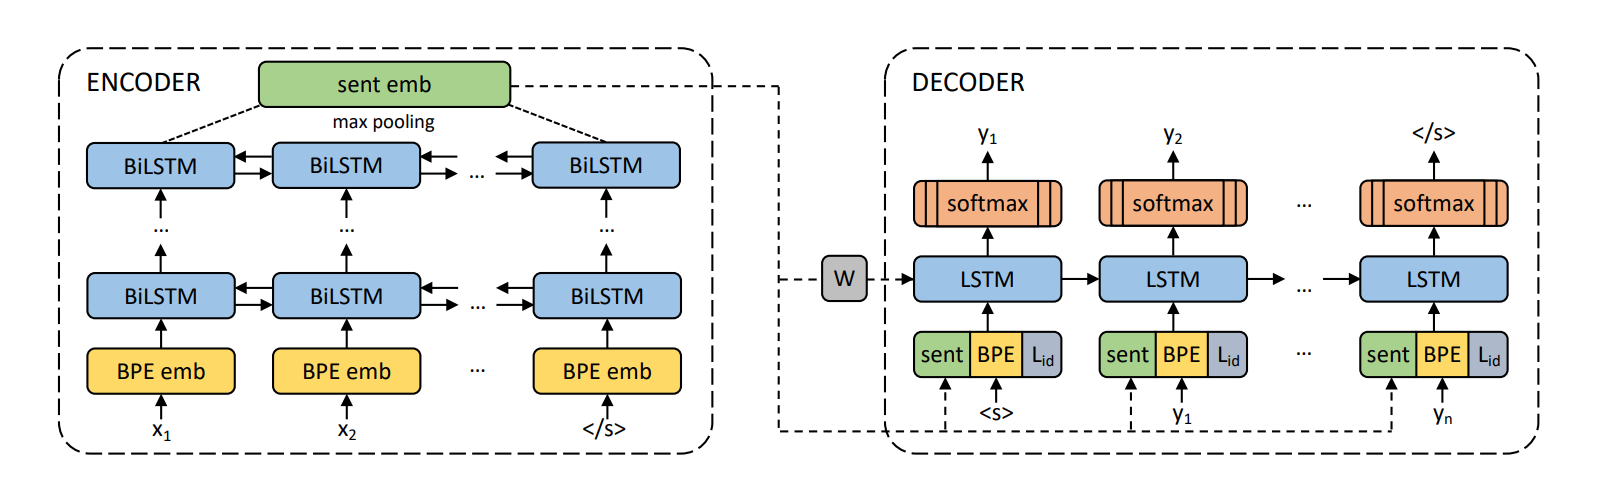 ENCODER
sent emb
max pooling
BiLSTM BiLSTM ... BiLSTM
... ... ...
BiLSTM BiLSTM ... BiLSTM
BPE emb BPE emb ... BPE emb
x1 x2 </s>
W
DECODER
y1 y2 </s>
softmax softmax ... softmax
LSTM LSTM ... LSTM
sent BPE Lid sent BPE Lid ... sent BPE Lid
<s> y1 yn